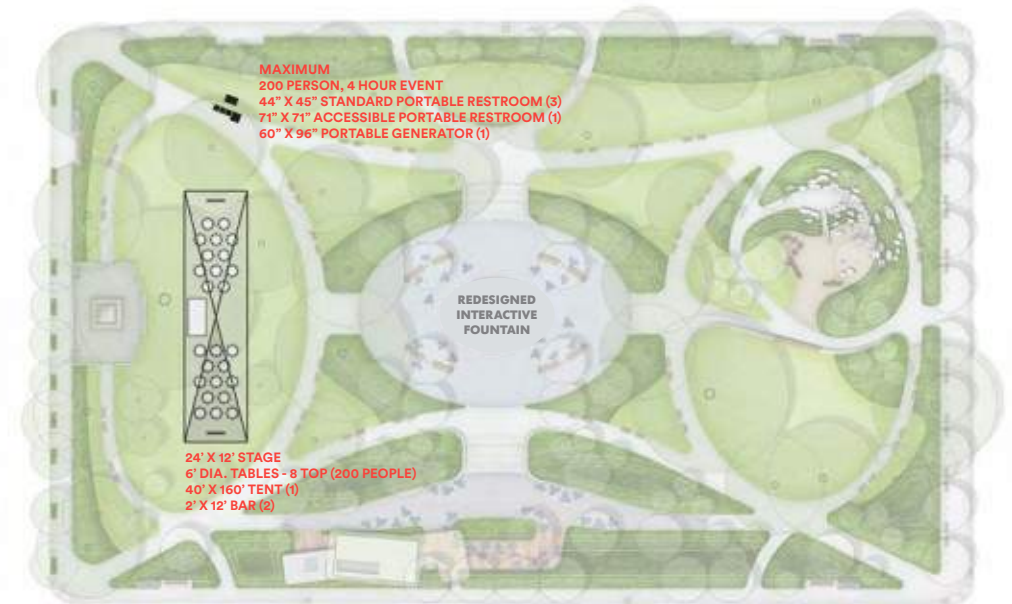 MAXIMUM
200 PERSON, 4 HOUR EVENT
44" X 45" STANDARD PORTABLE RESTROOM (3)
71" X 71" ACCESSIBLE PORTABLE RESTROOM (1)
60" X 96" PORTABLE GENERATOR (1)
REDESIGNED
INTERACTIVE
FOUNTAIN
24' X 12' STAGE
6' DIA. TABLES - 8 TOP (200 PEOPLE)
40' X 160' TENT (1)
2' X 12' BAR (2)